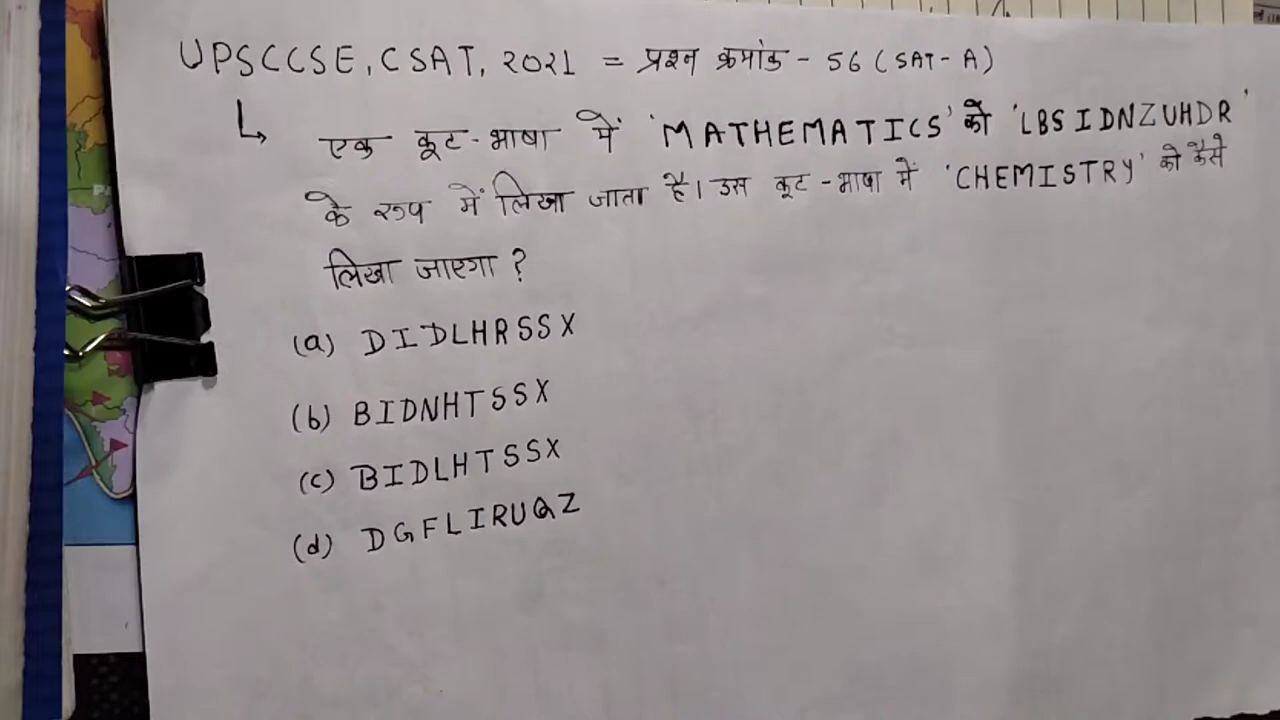 UPSCCSE, CSAT, 2021 = प्रश्न क्रमांक - 56 (SAT-A)
↳ एक कूट-भाषा में 'MATHEMATICS' को 'LBSIDNZUHDR'
के रूप में लिखा जाता है। उस कूट-भाषा में 'CHEMISTRY' को कैसे
लिखा जाएगा ?
(a) DIDLHRSSX
(b) BIDNHTSSX
(c) BIDLHTSSX
(d) DGFLIRUQZ